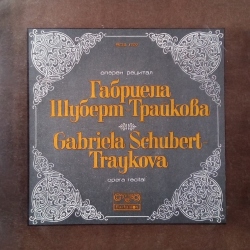 оперен рецитал
Габриела
Шуберт Трайкова
Gabriela Schubert
Traykova
opera recital